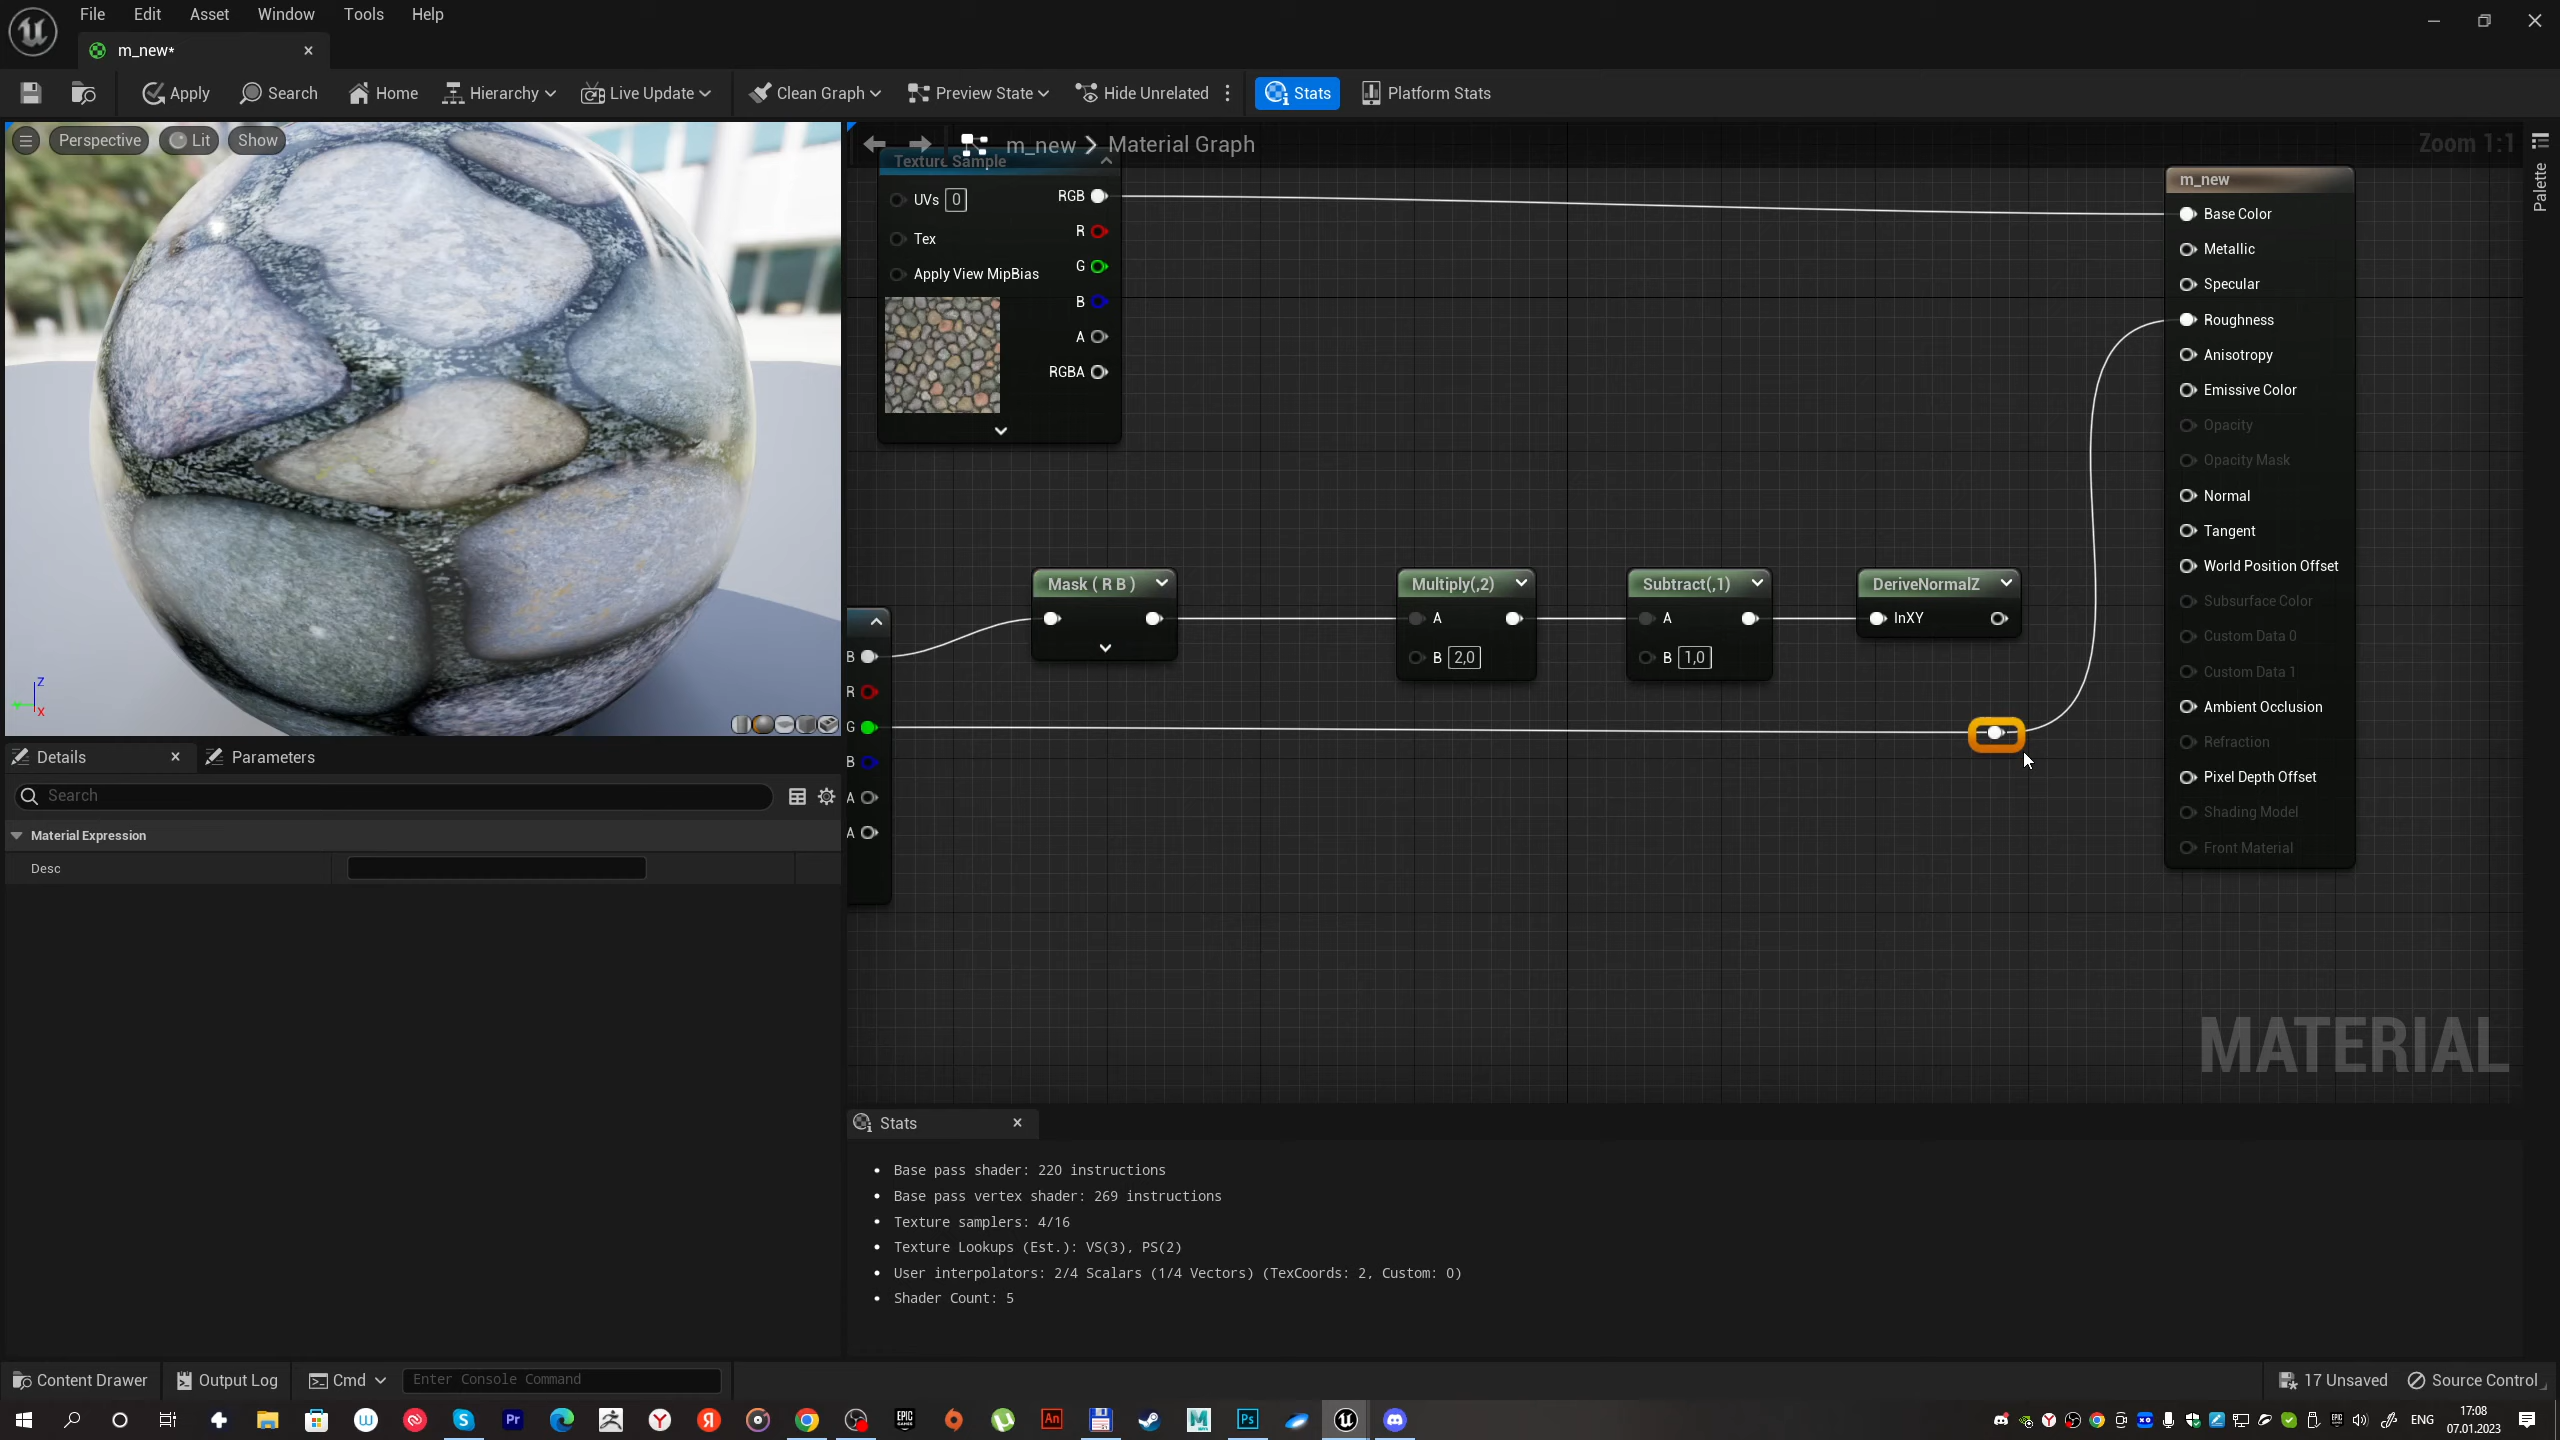 File Edit Asset Window Tools Help
m_new*
Apply Search Home Hierarchy Live Update Clean Graph Preview State Hide Unrelated Stats Platform Stats
Perspective Lit Show
m_new > Material Graph
Zoom 1:1
Palette
Texture Sample
UVs 0 RGB
R
Tex
G
Apply View MipBias
B
A
RGBA
m_new
Base Color
Metallic
Specular
Roughness
Anisotropy
Emissive Color
Opacity
Opacity Mask
Normal
Tangent
World Position Offset
Subsurface Color
Custom Data 0
Custom Data 1
Ambient Occlusion
Refraction
Pixel Depth Offset
Shading Model
Front Material
Mask ( R B )
Multiply(,2)
A
B 2,0
Subtract(,1)
A
B 1,0
DeriveNormalZ
InXY
B
R
G
B
A
A
Z
X
MATERIAL
Details Parameters
Search
Material Expression
Desc
Stats
• Base pass shader: 220 instructions
• Base pass vertex shader: 269 instructions
• Texture samplers: 4/16
• Texture Lookups (Est.): VS(3), PS(2)
• User interpolators: 2/4 Scalars (1/4 Vectors) (TexCoords: 2, Custom: 0)
• Shader Count: 5
Content Drawer Output Log Cmd Enter Console Command 17 Unsaved Source Control
W S Pr Y Я EPIC GAMES An M Ps
ENG
17:08
07.01.2023